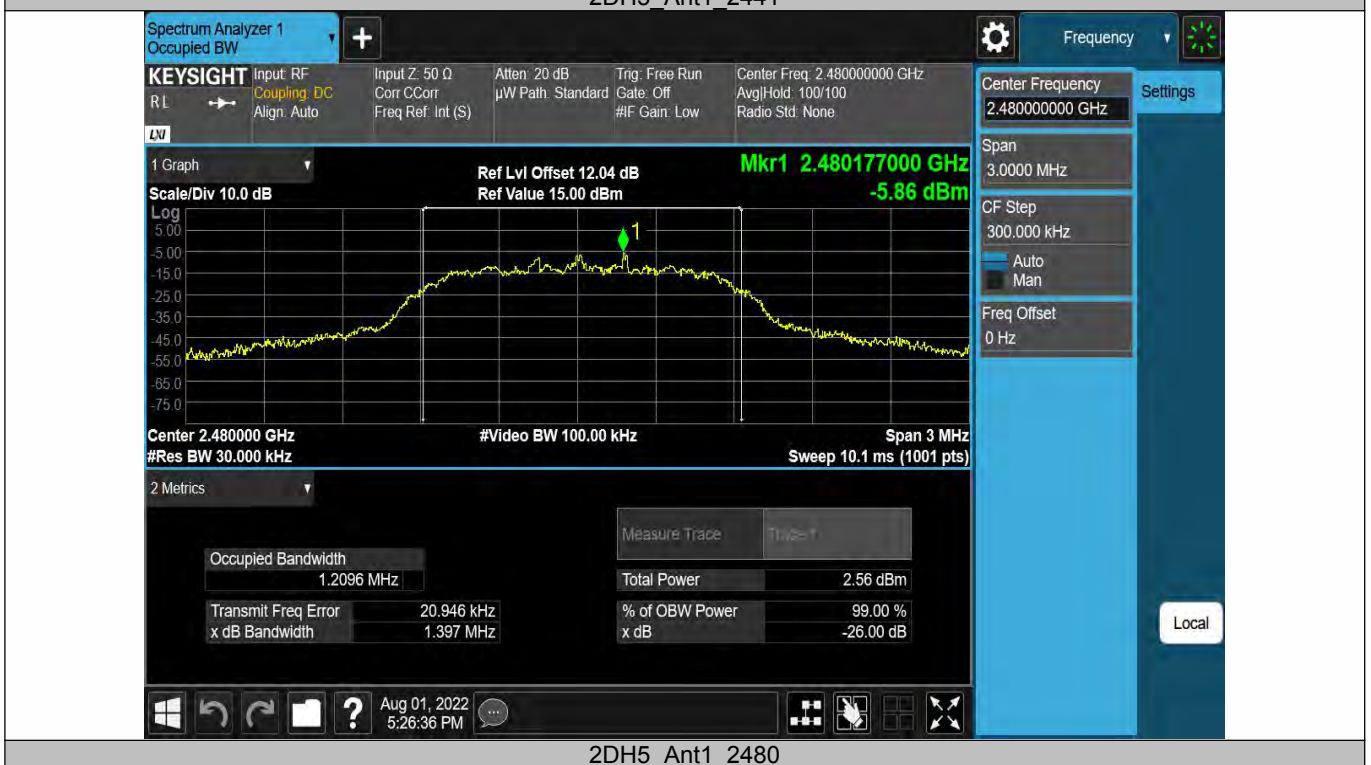 2DH5_Ant1_2441
Spectrum Analyzer 1
Occupied BW
Frequency
KEYSIGHT
RL
LXI
Input: RF
Coupling: DC
Align: Auto
Input Z: 50 Ω
Corr CCorr
Freq Ref: Int (S)
Atten: 20 dB
µW Path: Standard
Trig: Free Run
Gate: Off
#IF Gain: Low
Center Freq: 2.480000000 GHz
Avg|Hold: 100/100
Radio Std: None
Center Frequency
2.480000000 GHz
Settings
Span
3.0000 MHz
CF Step
300.000 kHz
Auto
Man
Freq Offset
0 Hz
1 Graph
Scale/Div 10.0 dB
Ref Lvl Offset 12.04 dB
Ref Value 15.00 dBm
Mkr1 2.480177000 GHz
-5.86 dBm
Log
5.00
-5.00
-15.0
-25.0
-35.0
-45.0
-55.0
-65.0
-75.0
1
Center 2.480000 GHz
#Res BW 30.000 kHz
#Video BW 100.00 kHz
Span 3 MHz
Sweep 10.1 ms (1001 pts)
2 Metrics
Measure Trace Trace 1
Occupied Bandwidth
1.2096 MHz
Total Power 2.56 dBm
Transmit Freq Error 20.946 kHz
% of OBW Power 99.00 %
x dB Bandwidth 1.397 MHz
x dB -26.00 dB
Local
?
Aug 01, 2022
5:26:36 PM
2DH5_Ant1_2480